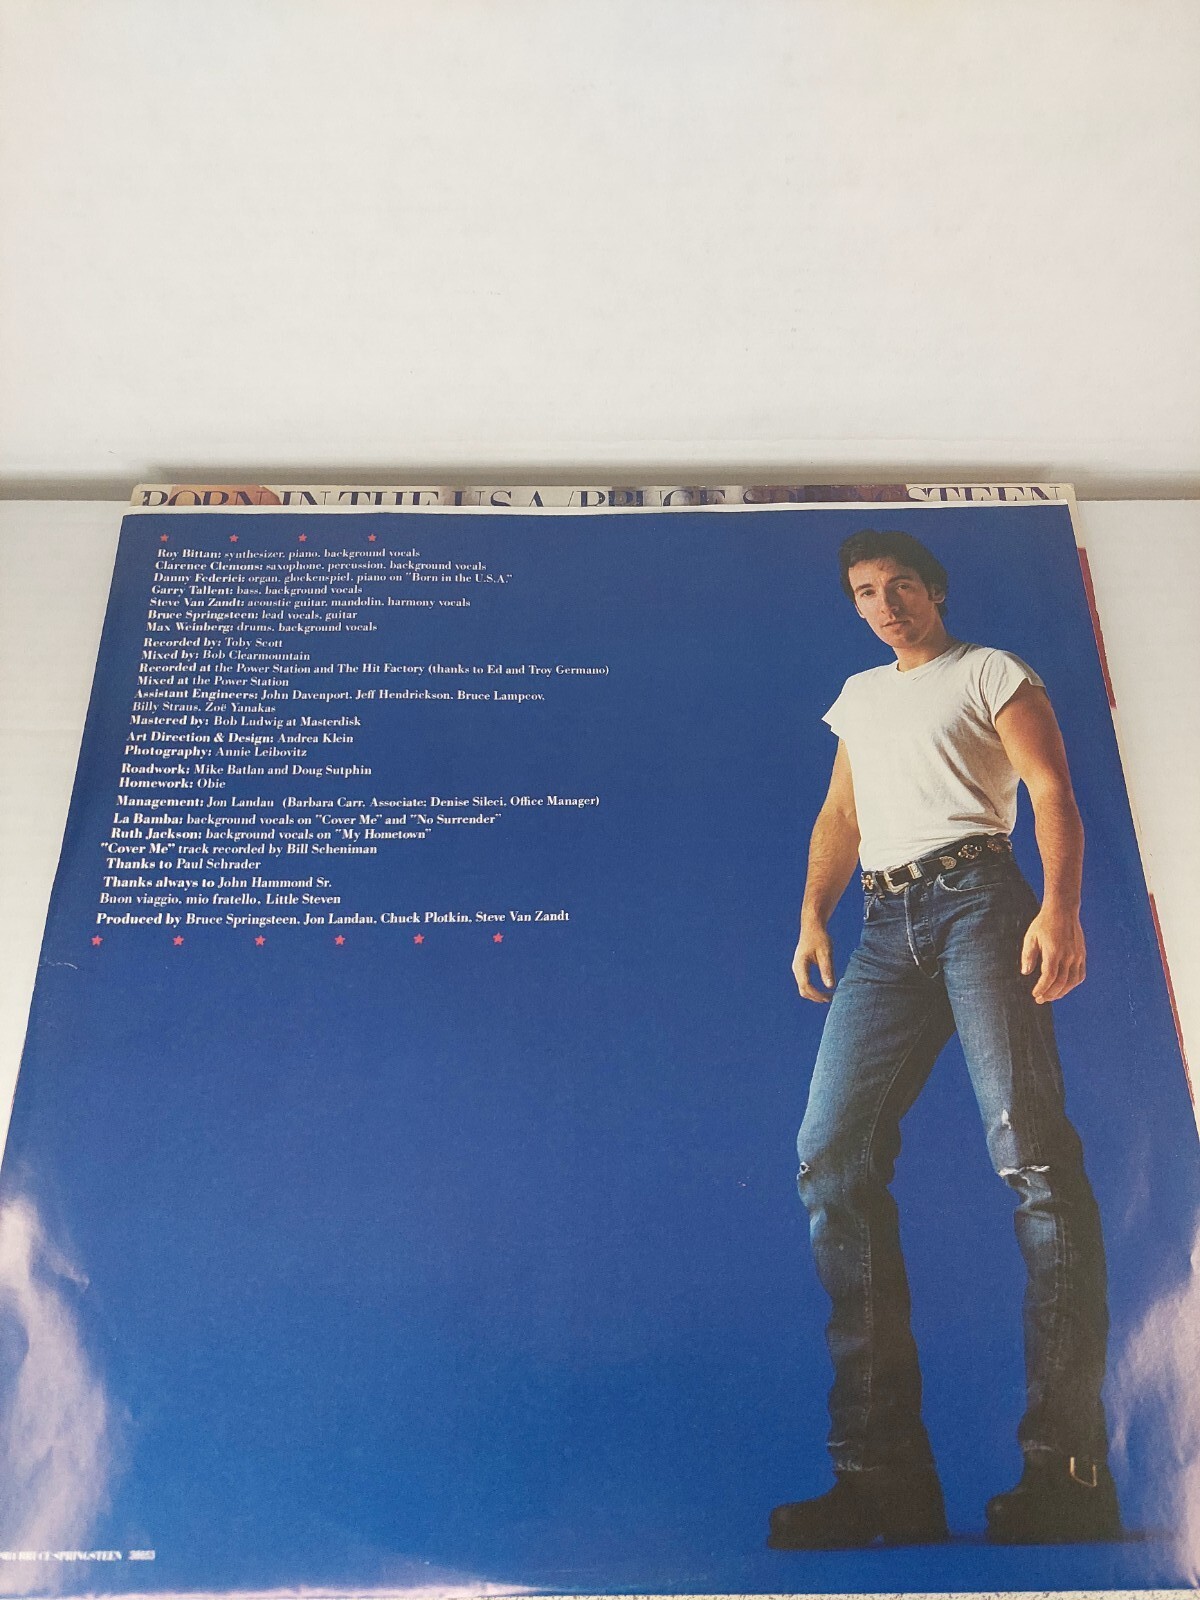 BORN IN THE U.S.A./BRUCE SPRINGSTEEN
Roy Bittan: synthesizer, piano, background vocals
Clarence Clemons: saxophone, percussion, background vocals
Danny Federici: organ, glockenspiel, piano on "Born in the U.S.A."
Garry Tallent: bass, background vocals
Steve Van Zandt: acoustic guitar, mandolin, harmony vocals
Bruce Springsteen: lead vocals, guitar
Max Weinberg: drums, background vocals
Recorded by: Toby Scott
Mixed by: Bob Clearmountain
Recorded at the Power Station and The Hit Factory (thanks to Ed and Troy Germano)
Mixed at the Power Station
Assistant Engineers: John Davenport, Jeff Hendrickson, Bruce Lampcov,
Billy Straus, Zoë Yanakas
Mastered by: Bob Ludwig at Masterdisk
Art Direction & Design: Andrea Klein
Photography: Annie Leibovitz
Roadwork: Mike Batlan and Doug Sutphin
Homework: Obie
Management: Jon Landau (Barbara Carr, Associate; Denise Sileci, Office Manager)
La Bamba: background vocals on "Cover Me" and "No Surrender"
Ruth Jackson: background vocals on "My Hometown"
"Cover Me" track recorded by Bill Scheniman
Thanks to Paul Schrader
Thanks always to John Hammond Sr.
Buon viaggio, mio fratello, Little Steven
Produced by Bruce Springsteen, Jon Landau, Chuck Plotkin, Steve Van Zandt
BRUCE SPRINGSTEEN 38653